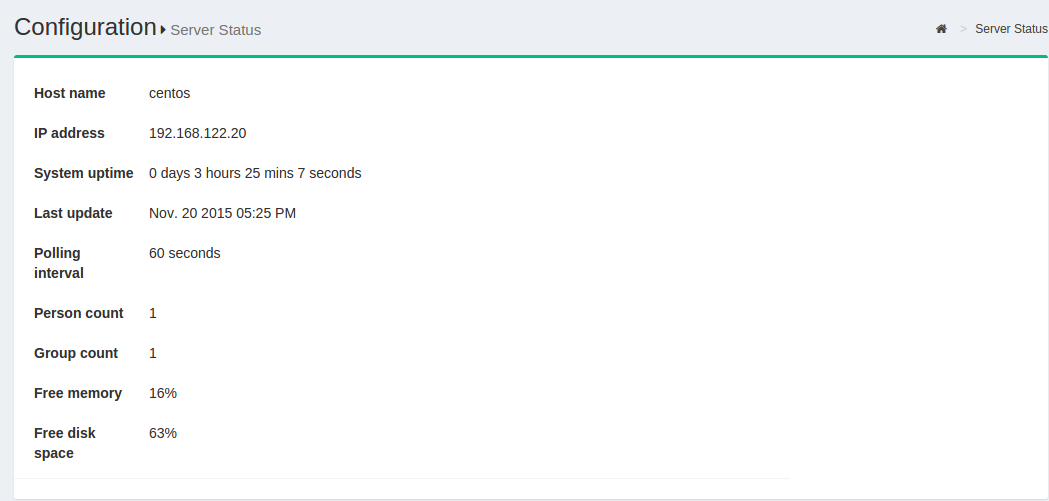 Configuration Server Status
> Server Status
Host name centos
IP address 192.168.122.20
System uptime 0 days 3 hours 25 mins 7 seconds
Last update Nov. 20 2015 05:25 PM
Polling 60 seconds
interval
Person count 1
Group count 1
Free memory 16%
Free disk 63%
space